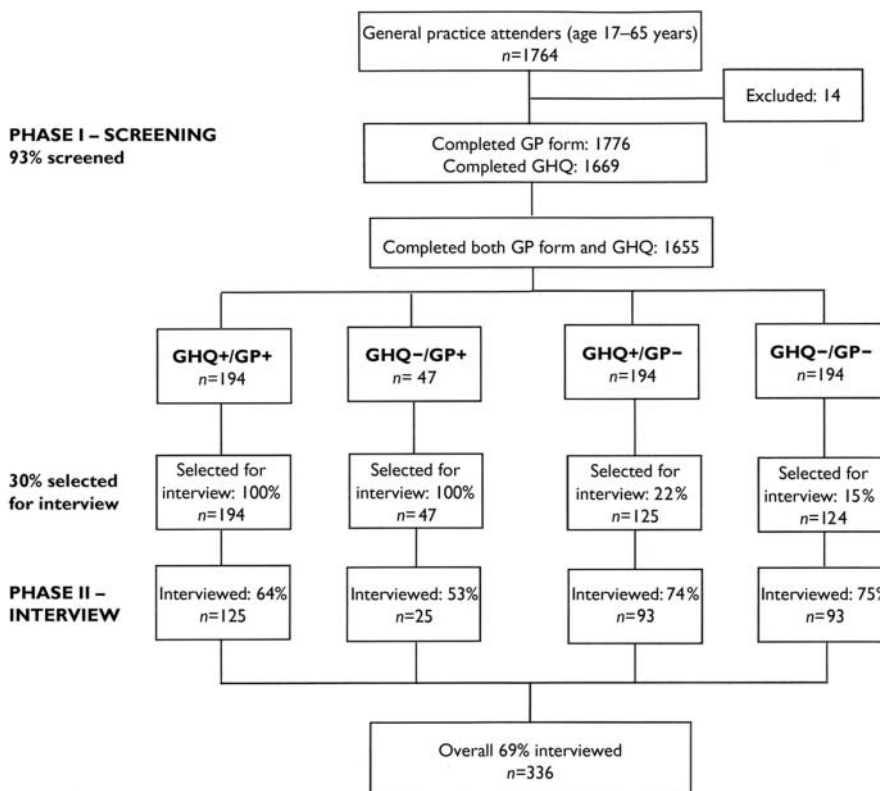 General practice attenders (age 17–65 years)
n=1764
Excluded: 14
PHASE I – SCREENING
93% screened
Completed GP form: 1776
Completed GHQ: 1669
Completed both GP form and GHQ: 1655
GHQ+/GP+
n=194
GHQ−/GP+
n= 47
GHQ+/GP−
n=194
GHQ−/GP−
n=194
30% selected
for interview
Selected for
interview: 100%
n=194
Selected for
interview: 100%
n=47
Selected for
interview: 22%
n=125
Selected for
interview: 15%
n=124
PHASE II –
INTERVIEW
Interviewed: 64%
n=125
Interviewed: 53%
n=25
Interviewed: 74%
n=93
Interviewed: 75%
n=93
Overall 69% interviewed
n=336